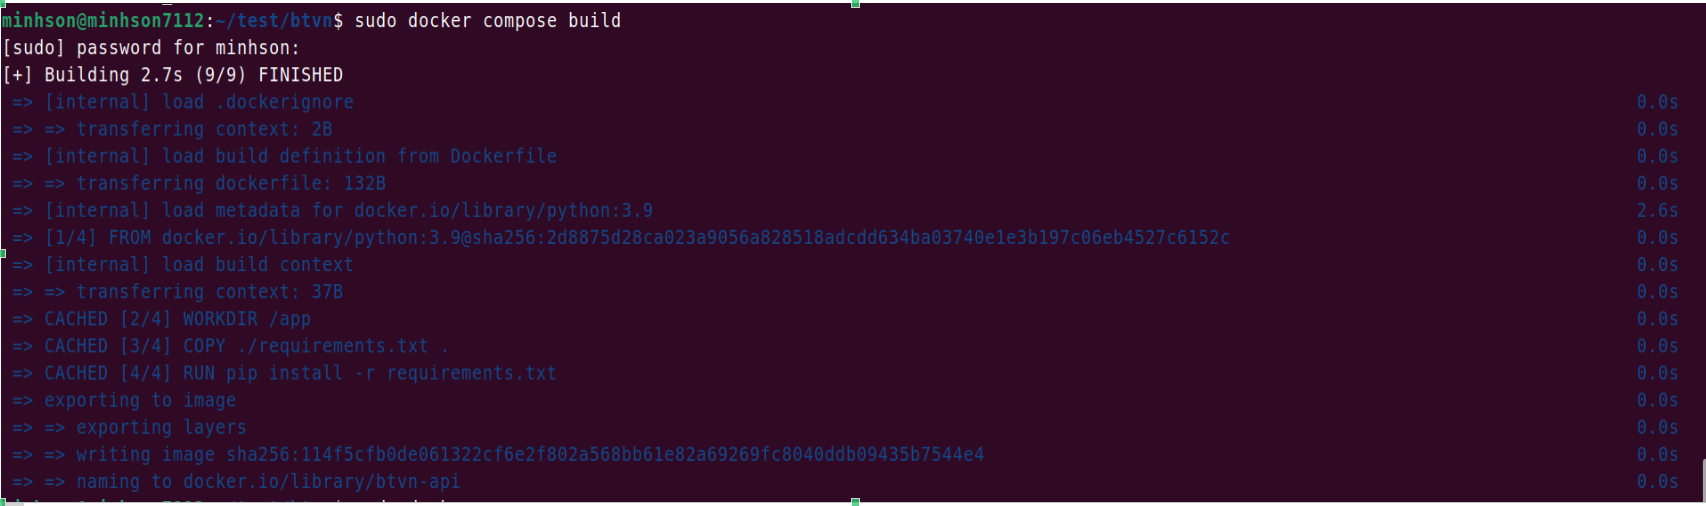 minhson@minhson7112:~/test/btvn$ sudo docker compose build
[sudo] password for minhson:
[+] Building 2.7s (9/9) FINISHED
=> [internal] load .dockerignore 0.0s
=> => transferring context: 2B 0.0s
=> [internal] load build definition from Dockerfile 0.0s
=> => transferring dockerfile: 132B 0.0s
=> [internal] load metadata for docker.io/library/python:3.9 2.6s
=> [1/4] FROM docker.io/library/python:3.9@sha256:2d8875d28ca023a9056a828518adcdd634ba03740e1e3b197c06eb4527c6152c 0.0s
=> [internal] load build context 0.0s
=> => transferring context: 37B 0.0s
=> CACHED [2/4] WORKDIR /app 0.0s
=> CACHED [3/4] COPY ./requirements.txt . 0.0s
=> CACHED [4/4] RUN pip install -r requirements.txt 0.0s
=> exporting to image 0.0s
=> => exporting layers 0.0s
=> => writing image sha256:114f5cfb0de061322cf6e2f802a568bb61e82a69269fc8040ddb09435b7544e4 0.0s
=> => naming to docker.io/library/btvn-api 0.0s